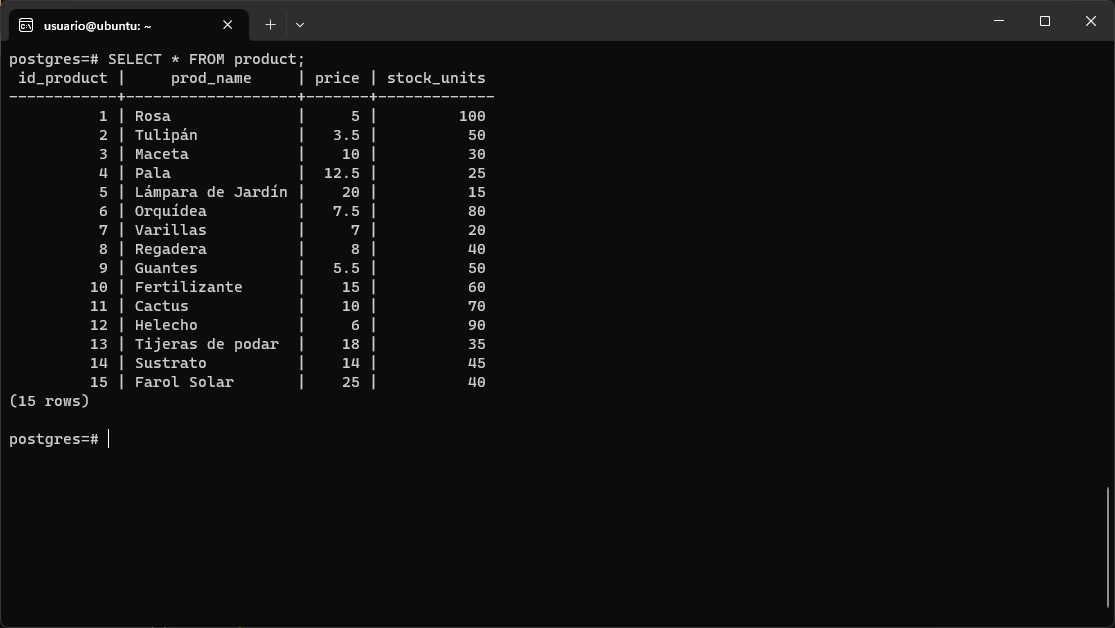 usuario@ubuntu: ~
postgres=# SELECT * FROM product;
 id_product |     prod_name     | price | stock_units
------------+-------------------+-------+-------------
          1 | Rosa              |     5 |         100
          2 | Tulipán           |   3.5 |          50
          3 | Maceta            |    10 |          30
          4 | Pala              |  12.5 |          25
          5 | Lámpara de Jardín |    20 |          15
          6 | Orquídea          |   7.5 |          80
          7 | Varillas          |     7 |          20
          8 | Regadera          |     8 |          40
          9 | Guantes           |   5.5 |          50
         10 | Fertilizante      |    15 |          60
         11 | Cactus            |    10 |          70
         12 | Helecho           |     6 |          90
         13 | Tijeras de podar  |    18 |          35
         14 | Sustrato          |    14 |          45
         15 | Farol Solar       |    25 |          40
(15 rows)
postgres=#